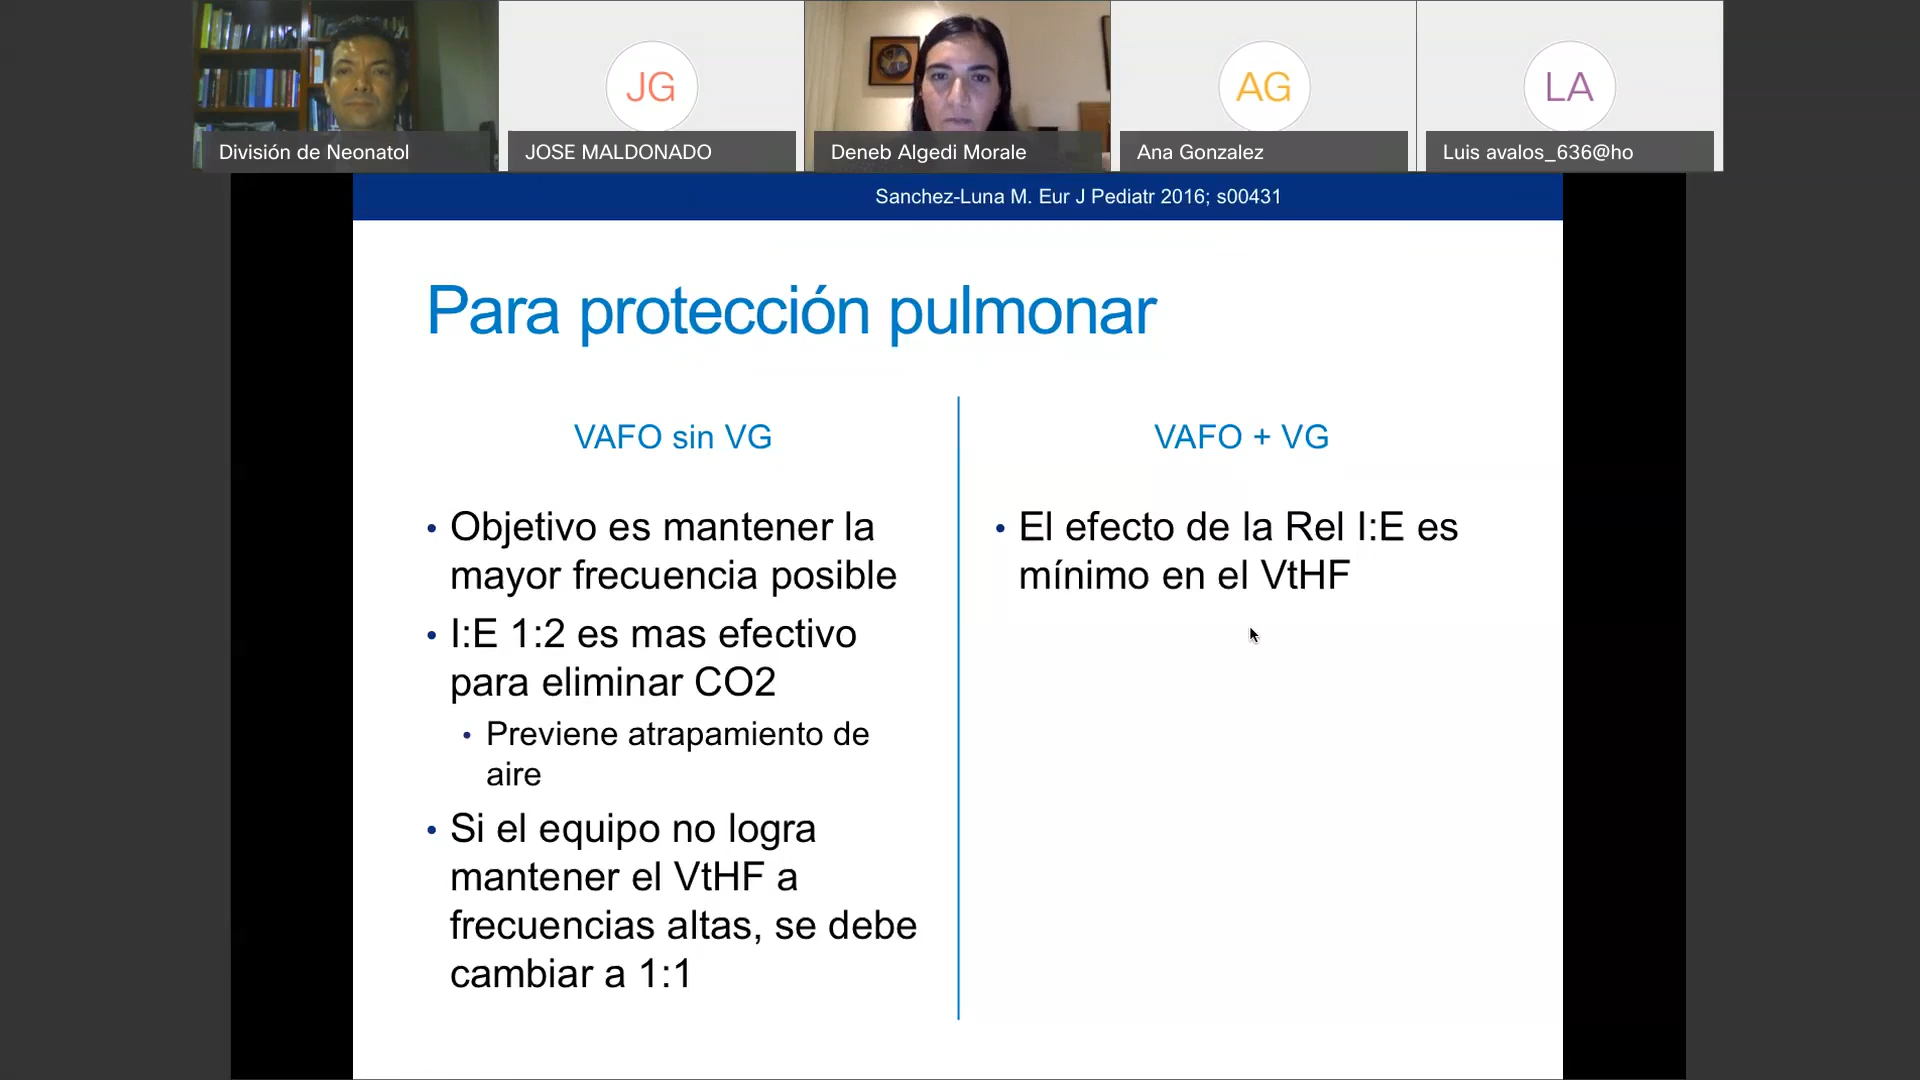 JG
AG
LA
División de Neonatol
JOSE MALDONADO
Deneb Algedi Morale
Ana Gonzalez
Luis avalos_636@ho
Sanchez-Luna M. Eur J Pediatr 2016; s00431
Para protección pulmonar
VAFO sin VG
• Objetivo es mantener la
mayor frecuencia posible
• I:E 1:2 es mas efectivo
para eliminar CO2
• Previene atrapamiento de
aire
• Si el equipo no logra
mantener el VtHF a
frecuencias altas, se debe
cambiar a 1:1
VAFO + VG
• El efecto de la Rel I:E es
mínimo en el VtHF